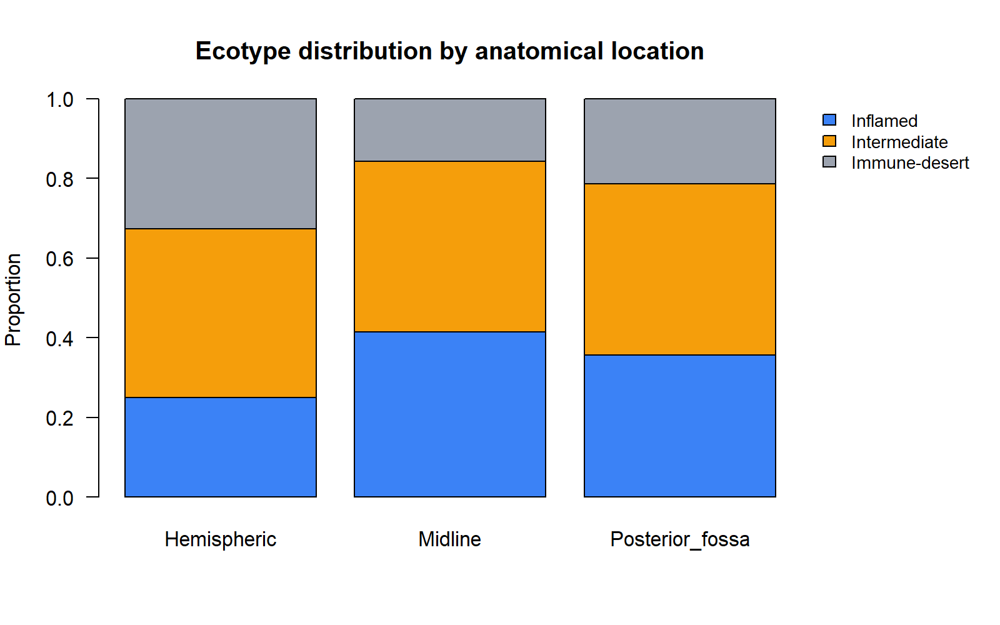 Ecotype distribution by anatomical location
Proportion
1.0
0.8
0.6
0.4
0.2
0.0
Hemispheric
Midline
Posterior_fossa
Inflamed
Intermediate
Immune-desert